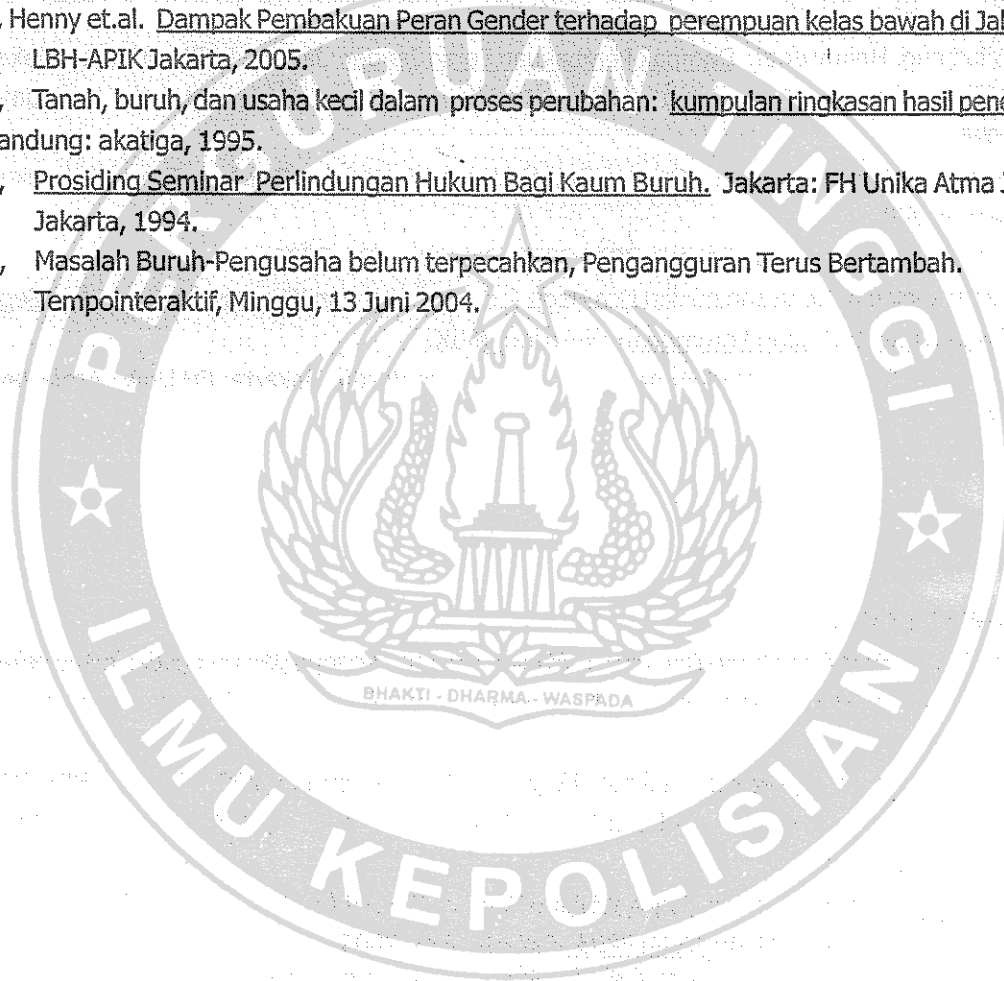 , Henny et.al. Dampak Pembakuan Peran Gender terhadap perempuan kelas bawah di Jal
LBH-APIK Jakarta, 2005.
, Tanah, buruh, dan usaha kecil dalam proses perubahan: kumpulan ringkasan hasil pene
andung: akatiga, 1995.
, Prosiding Seminar Perlindungan Hukum Bagi Kaum Buruh. Jakarta: FH Unika Atma J
Jakarta, 1994.
, Masalah Buruh-Pengusaha belum terpecahkan, Pengangguran Terus Bertambah.
Tempointeraktif, Minggu, 13 Juni 2004.
PERGURUAN TINGGI
BHAKTI - DHARMA - WASPADA
ILMU KEPOLISIAN